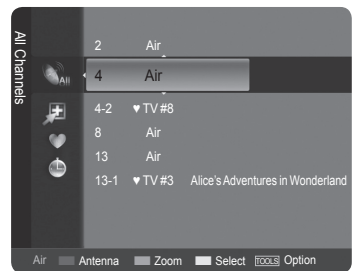 All Channels
All
2 Air
4 Air
4-2 ♥ TV #8
8 Air
13 Air
13-1 ♥ TV #3 Alice's Adventures in Wonderland
Air Antenna Zoom Select TOOLS Option